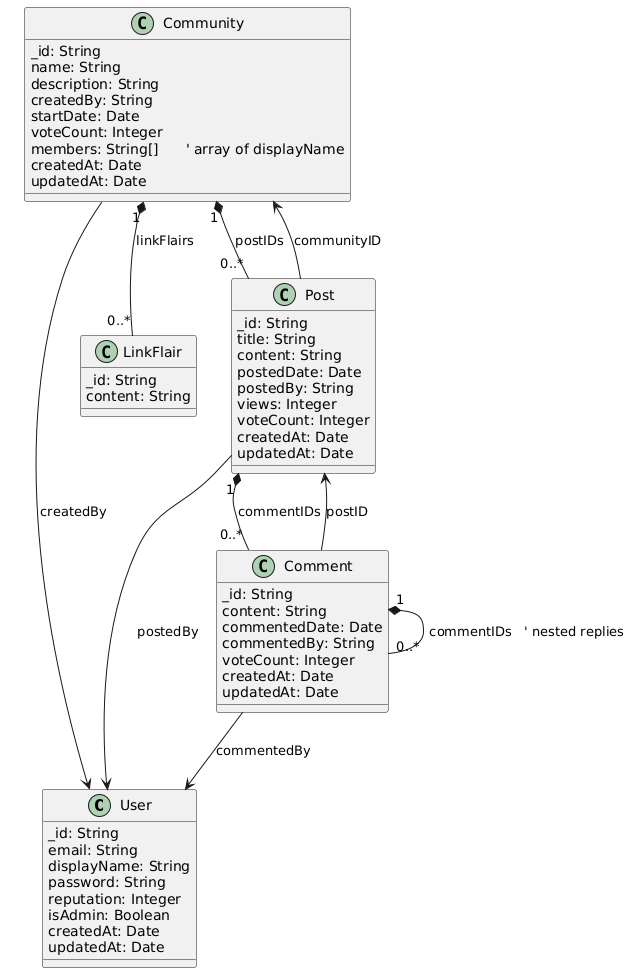 C Community
_id: String
name: String
description: String
createdBy: String
startDate: Date
voteCount: Integer
members: String[]      ' array of displayName
createdAt: Date
updatedAt: Date
1
1
linkFlairs
postIDs
communityID
0..*
0..*
C Post
_id: String
title: String
content: String
postedDate: Date
postedBy: String
views: Integer
voteCount: Integer
createdAt: Date
updatedAt: Date
C LinkFlair
_id: String
content: String
1
createdBy
commentIDs
postID
0..*
C Comment
_id: String
content: String
commentedDate: Date
commentedBy: String
voteCount: Integer
createdAt: Date
updatedAt: Date
1
commentIDs   ' nested replies
0..*
postedBy
commentedBy
C User
_id: String
email: String
displayName: String
password: String
reputation: Integer
isAdmin: Boolean
createdAt: Date
updatedAt: Date